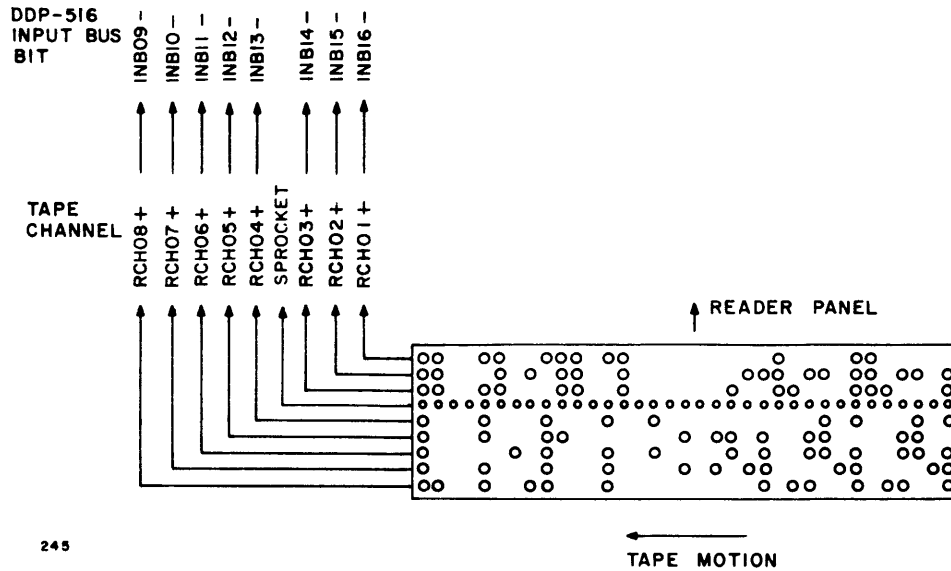 DDP-516
INPUT BUS
BIT
INB09-
INB10-
INB11-
INB12-
INB13-
INB14-
INB15-
INB16-
TAPE
CHANNEL
RCH08+
RCH07+
RCH06+
RCH05+
RCH04+
SPROCKET
RCH03+
RCH02+
RCH01+
READER PANEL
TAPE MOTION
245